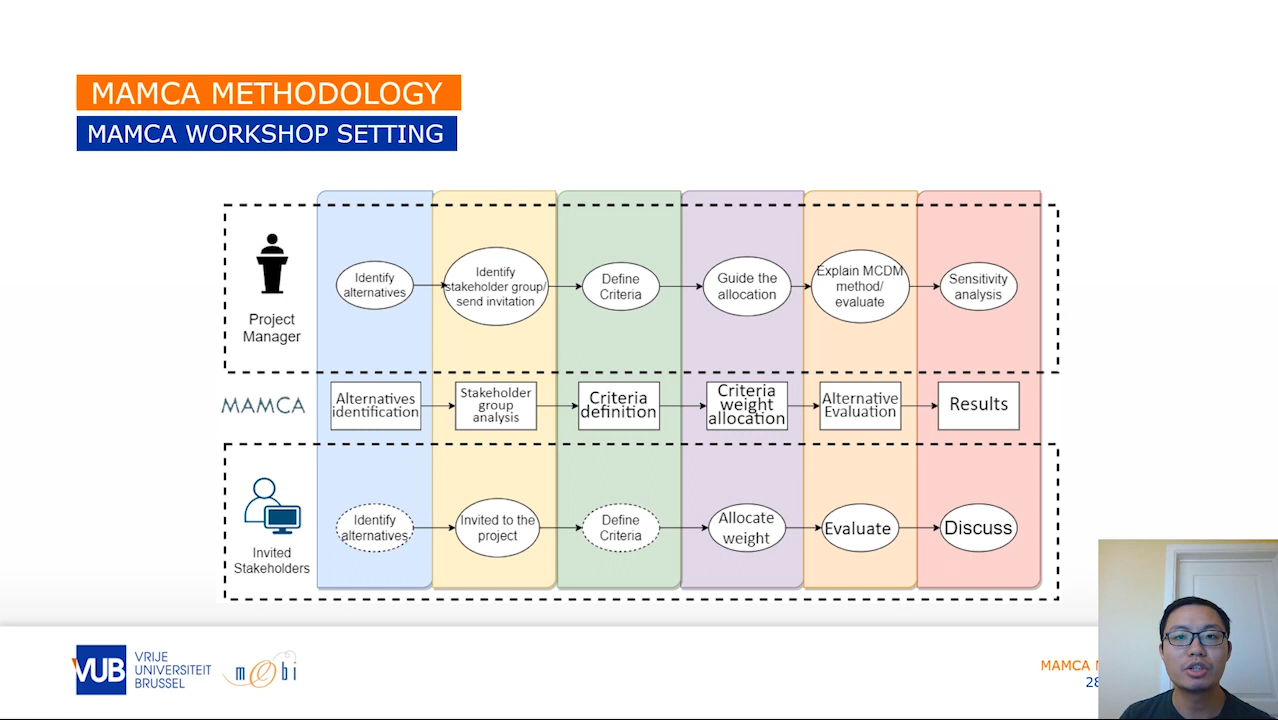 MAMCA METHODOLOGY
MAMCA WORKSHOP SETTING
Project
Manager
Identify
alternatives
Identify
stakeholder group/
send invitation
Define
Criteria
Guide the
allocation
Explain MCDM
method/
evaluate
Sensitivity
analysis
MAMCA
Alternatives
identification
Stakeholder
group
analysis
Criteria
definition
Criteria
weight
allocation
Alternative
Evaluation
Results
Invited
Stakeholders
Identify
alternatives
Invited to the
project
Define
Criteria
Allocate
weight
Evaluate
Discuss
VUB
VRIJE
UNIVERSITEIT
BRUSSEL
mobi
MAMCA
28